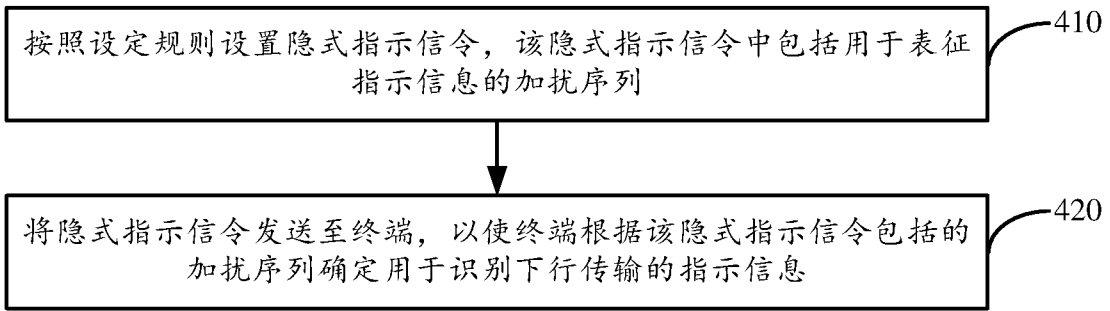 按照设定规则设置隐式指示信令，该隐式指示信令中包括用于表征
指示信息的加扰序列
410
将隐式指示信令发送至终端，以使终端根据该隐式指示信令包括的
加扰序列确定用于识别下行传输的指示信息
420